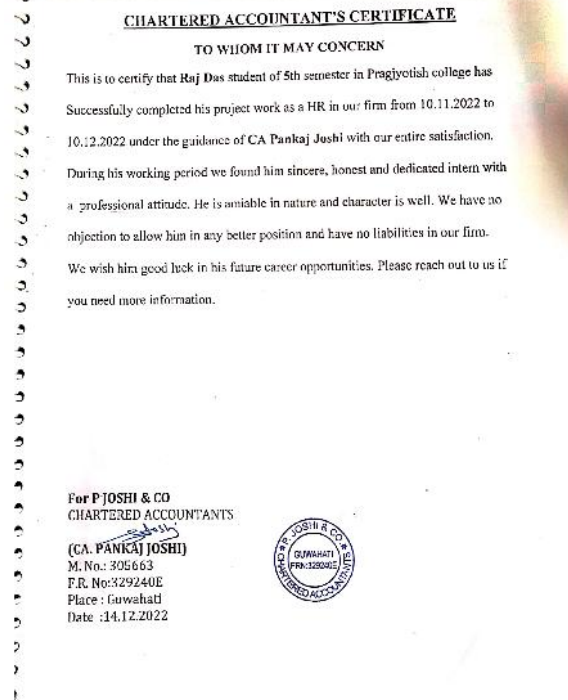 CHARTERED ACCOUNTANT'S CERTIFICATE
TO WHOM IT MAY CONCERN
This is to certify that Raj Das student of 5th semester in Pragjyotish college has
Successfully completed his project work as a HR in our firm from 10.11.2022 to
10.12.2022 under the guidance of CA Pankaj Joshi with our entire satisfaction.
During his working period we found him sincere, honest and dedicated intern with
a professional attitude. He is amiable in nature and character is well. We have no
objection to allow him in any better position and have no liabilities in our firm.
We wish him good luck in his future career opportunities. Please reach out to us if
you need more information.
For P JOSHI & CO
CHARTERED ACCOUNTANTS
(CA. PANKAJ JOSHI)
M. No.: 305663
F.R. No:329240E
Place : Guwahati
Date :14.12.2022
P. JOSHI & CO.
GUWAHATI
FRN:329240E
CHARTERED ACCOUNTANTS